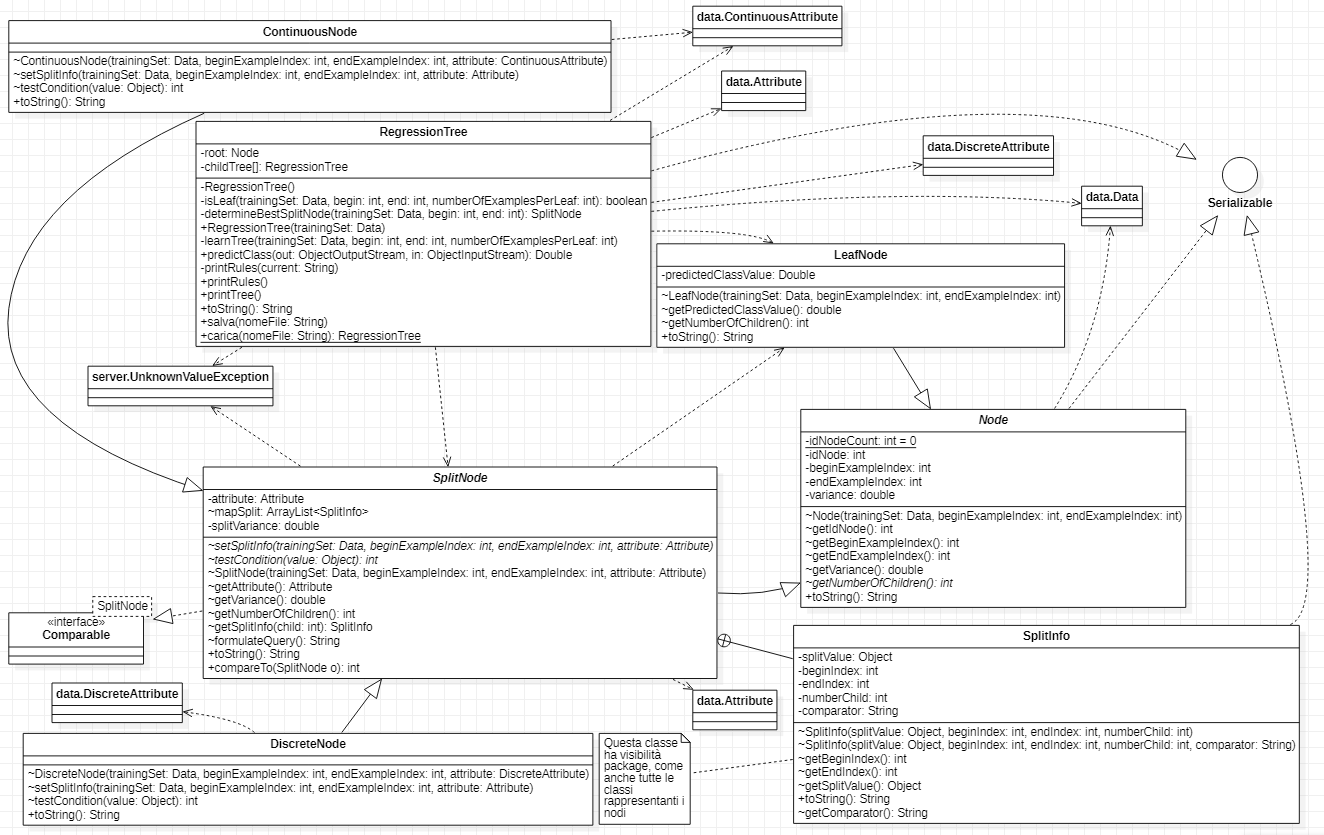 ContinuousNode
~ContinuousNode(trainingSet: Data, beginExampleIndex: int, endExampleIndex: int, attribute: ContinuousAttribute)
~setSplitInfo(trainingSet: Data, beginExampleIndex: int, endExampleIndex: int, attribute: Attribute)
~testCondition(value: Object): int
+toString(): String
data.ContinuousAttribute
data.Attribute
RegressionTree
-root: Node
-childTree[]: RegressionTree
-RegressionTree()
-isLeaf(trainingSet: Data, begin: int, end: int, numberOfExamplesPerLeaf: int): boolean
-determineBestSplitNode(trainingSet: Data, begin: int, end: int): SplitNode
+RegressionTree(trainingSet: Data)
-learnTree(trainingSet: Data, begin: int, end: int, numberOfExamplesPerLeaf: int)
+predictClass(out: ObjectOutputStream, in: ObjectInputStream): Double
-printRules(current: String)
+printRules()
+printTree()
+toString(): String
+salva(nomeFile: String)
+carica(nomeFile: String): RegressionTree
data.DiscreteAttribute
data.Data
Serializable
LeafNode
-predictedClassValue: Double
~LeafNode(trainingSet: Data, beginExampleIndex: int, endExampleIndex: int)
~getPredictedClassValue(): double
~getNumberOfChildren(): int
+toString(): String
server.UnknownValueException
Node
-idNodeCount: int = 0
-idNode: int
-beginExampleIndex: int
-endExampleIndex: int
-variance: double
~Node(trainingSet: Data, beginExampleIndex: int, endExampleIndex: int)
~getIdNode(): int
~getBeginExampleIndex(): int
~getEndExampleIndex(): int
~getVariance(): double
~getNumberOfChildren(): int
+toString(): String
SplitNode
-attribute: Attribute
~mapSplit: ArrayList<SplitInfo>
-splitVariance: double
~setSplitInfo(trainingSet: Data, beginExampleIndex: int, endExampleIndex: int, attribute: Attribute)
~testCondition(value: Object): int
~SplitNode(trainingSet: Data, beginExampleIndex: int, endExampleIndex: int, attribute: Attribute)
~getAttribute(): Attribute
~getVariance(): double
~getNumberOfChildren(): int
~getSplitInfo(child: int): SplitInfo
~formulateQuery(): String
+toString(): String
+compareTo(SplitNode o): int
SplitNode
«interface»
Comparable
SplitInfo
-splitValue: Object
-beginIndex: int
-endIndex: int
-numberChild: int
-comparator: String
~SplitInfo(splitValue: Object, beginIndex: int, endIndex: int, numberChild: int)
~SplitInfo(splitValue: Object, beginIndex: int, endIndex: int, numberChild: int, comparator: String)
~getBeginIndex(): int
~getEndIndex(): int
~getSplitValue(): Object
+toString(): String
~getComparator(): String
data.DiscreteAttribute
data.Attribute
DiscreteNode
~DiscreteNode(trainingSet: Data, beginExampleIndex: int, endExampleIndex: int, attribute: DiscreteAttribute)
~setSplitInfo(trainingSet: Data, beginExampleIndex: int, endExampleIndex: int, attribute: Attribute)
~testCondition(value: Object): int
+toString(): String
Questa classe
ha visibilità
package, come
anche tutte le
classi
rappresentanti i
nodi